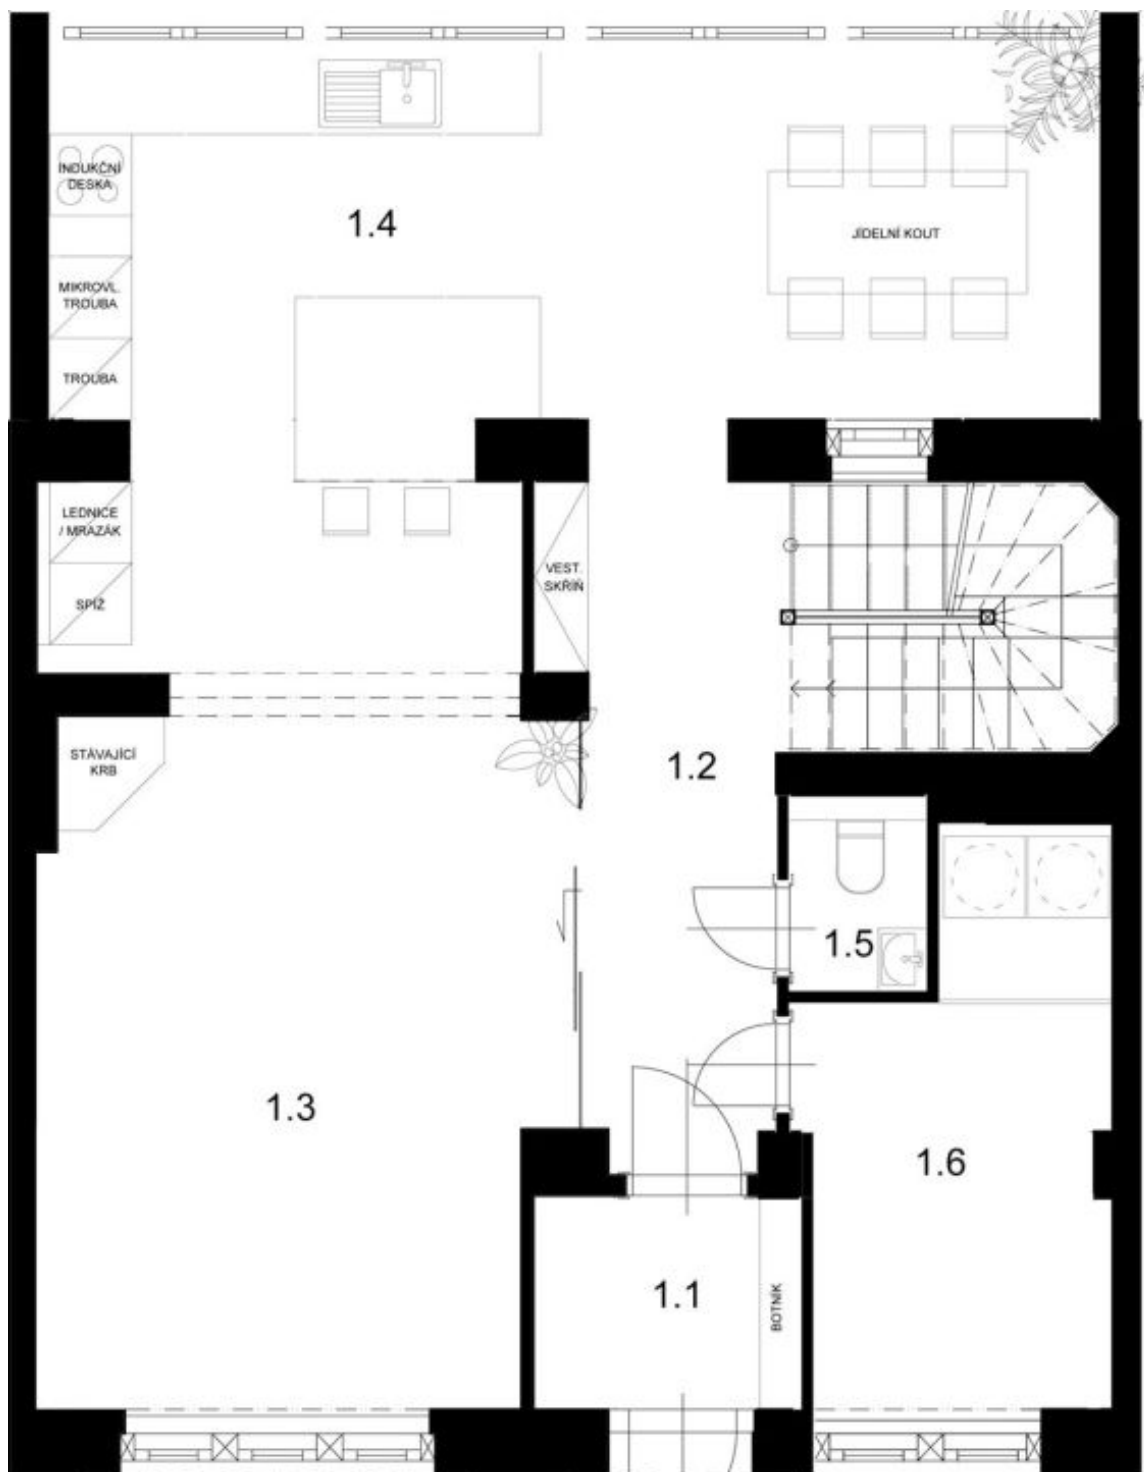 INDUKČNÍ
DESKA
1.4
JÍDELNÍ KOUT
MIKROVL.
TROUBA
TROUBA
LEDNICE
/ MRAZÁK
SPÍŽ
VEST.
SKŘÍŇ
STÁVAJÍCÍ
KRB
1.2
1.5
1.3
1.6
1.1
BOTNÍK